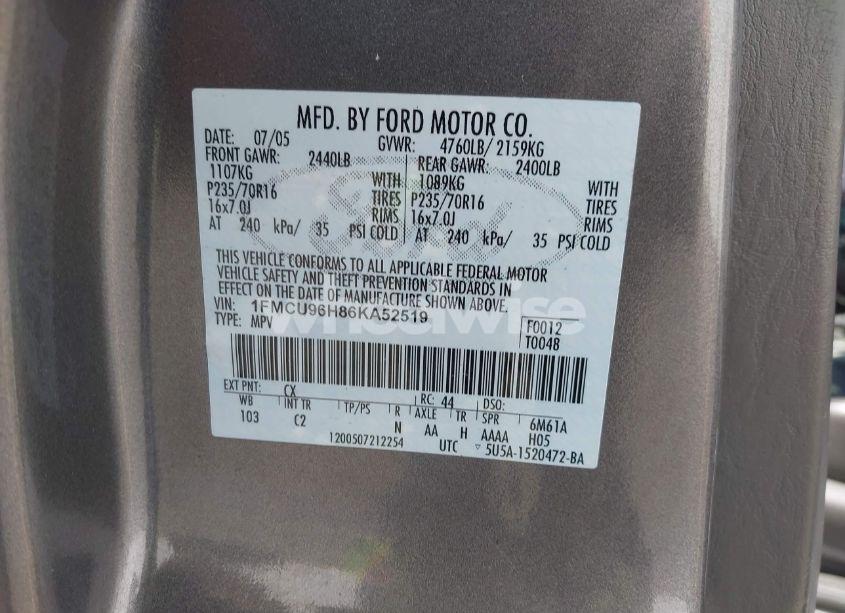 MFD. BY FORD MOTOR CO.
DATE: 07/05 GVWR: 4760LB/ 2159KG
FRONT GAWR: 2440LB REAR GAWR: 2400LB
1107KG WITH 1089KG WITH
P235/70R16 TIRES P235/70R16 TIRES
16x7.0J RIMS 16x7.0J RIMS
AT 240 kPa/ 35 PSI COLD AT 240 kPa/ 35 PSI COLD
THIS VEHICLE CONFORMS TO ALL APPLICABLE FEDERAL MOTOR
VEHICLE SAFETY AND THEFT PREVENTION STANDARDS IN
EFFECT ON THE DATE OF MANUFACTURE SHOWN ABOVE.
VIN: 1FMCU96H86KA52519 F0012
TYPE: MPV T0048
EXT PNT: CX RC: 44 DSO:
WB INT TR TP/PS R AXLE TR SPR 6M61A
103 C2 N AA H AAAA H05
1200507212254 UTC 5U5A-1520472-BA
Ford
wheelwise